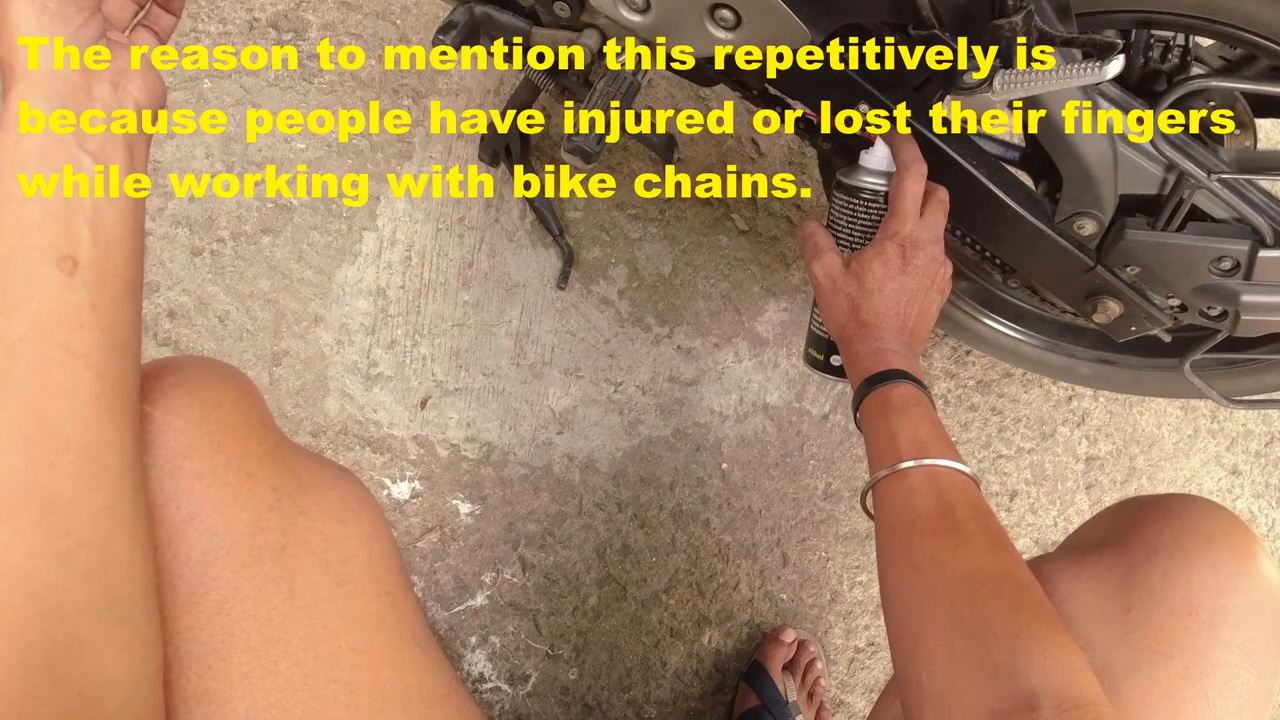 The reason to mention this repetitively is
because people have injured or lost their fingers
while working with bike chains.